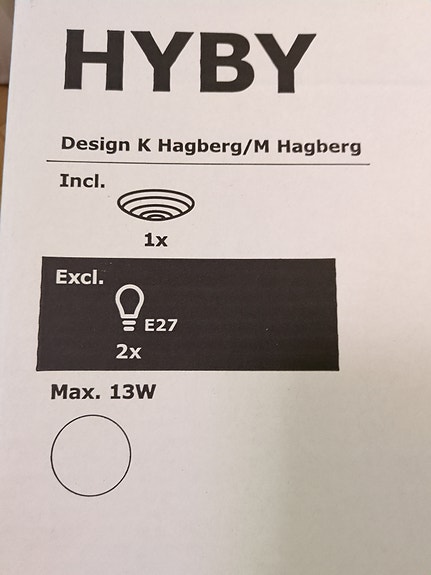 HYBY
Design K Hagberg/M Hagberg
Incl.
1x
Excl.
E27
2x
Max. 13W